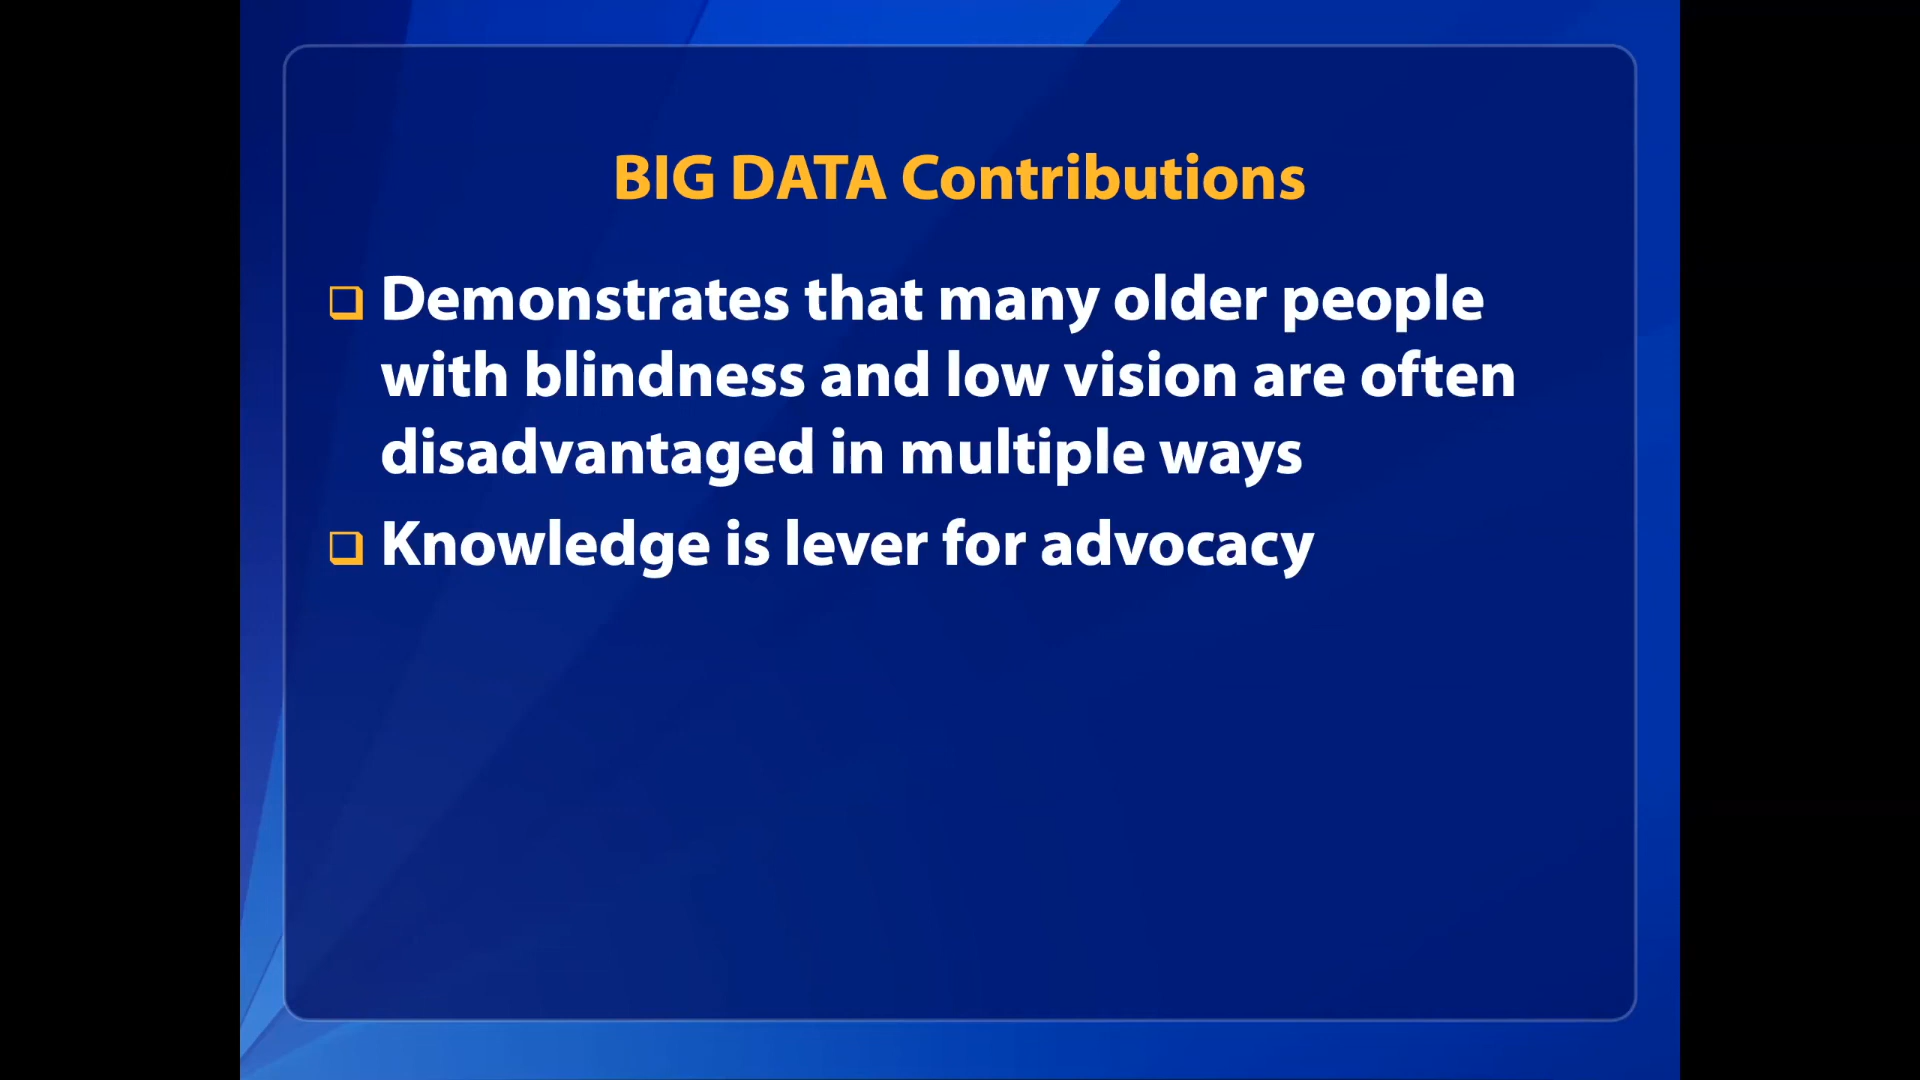 BIG DATA Contributions
Demonstrates that many older people
with blindness and low vision are often
disadvantaged in multiple ways
Knowledge is lever for advocacy